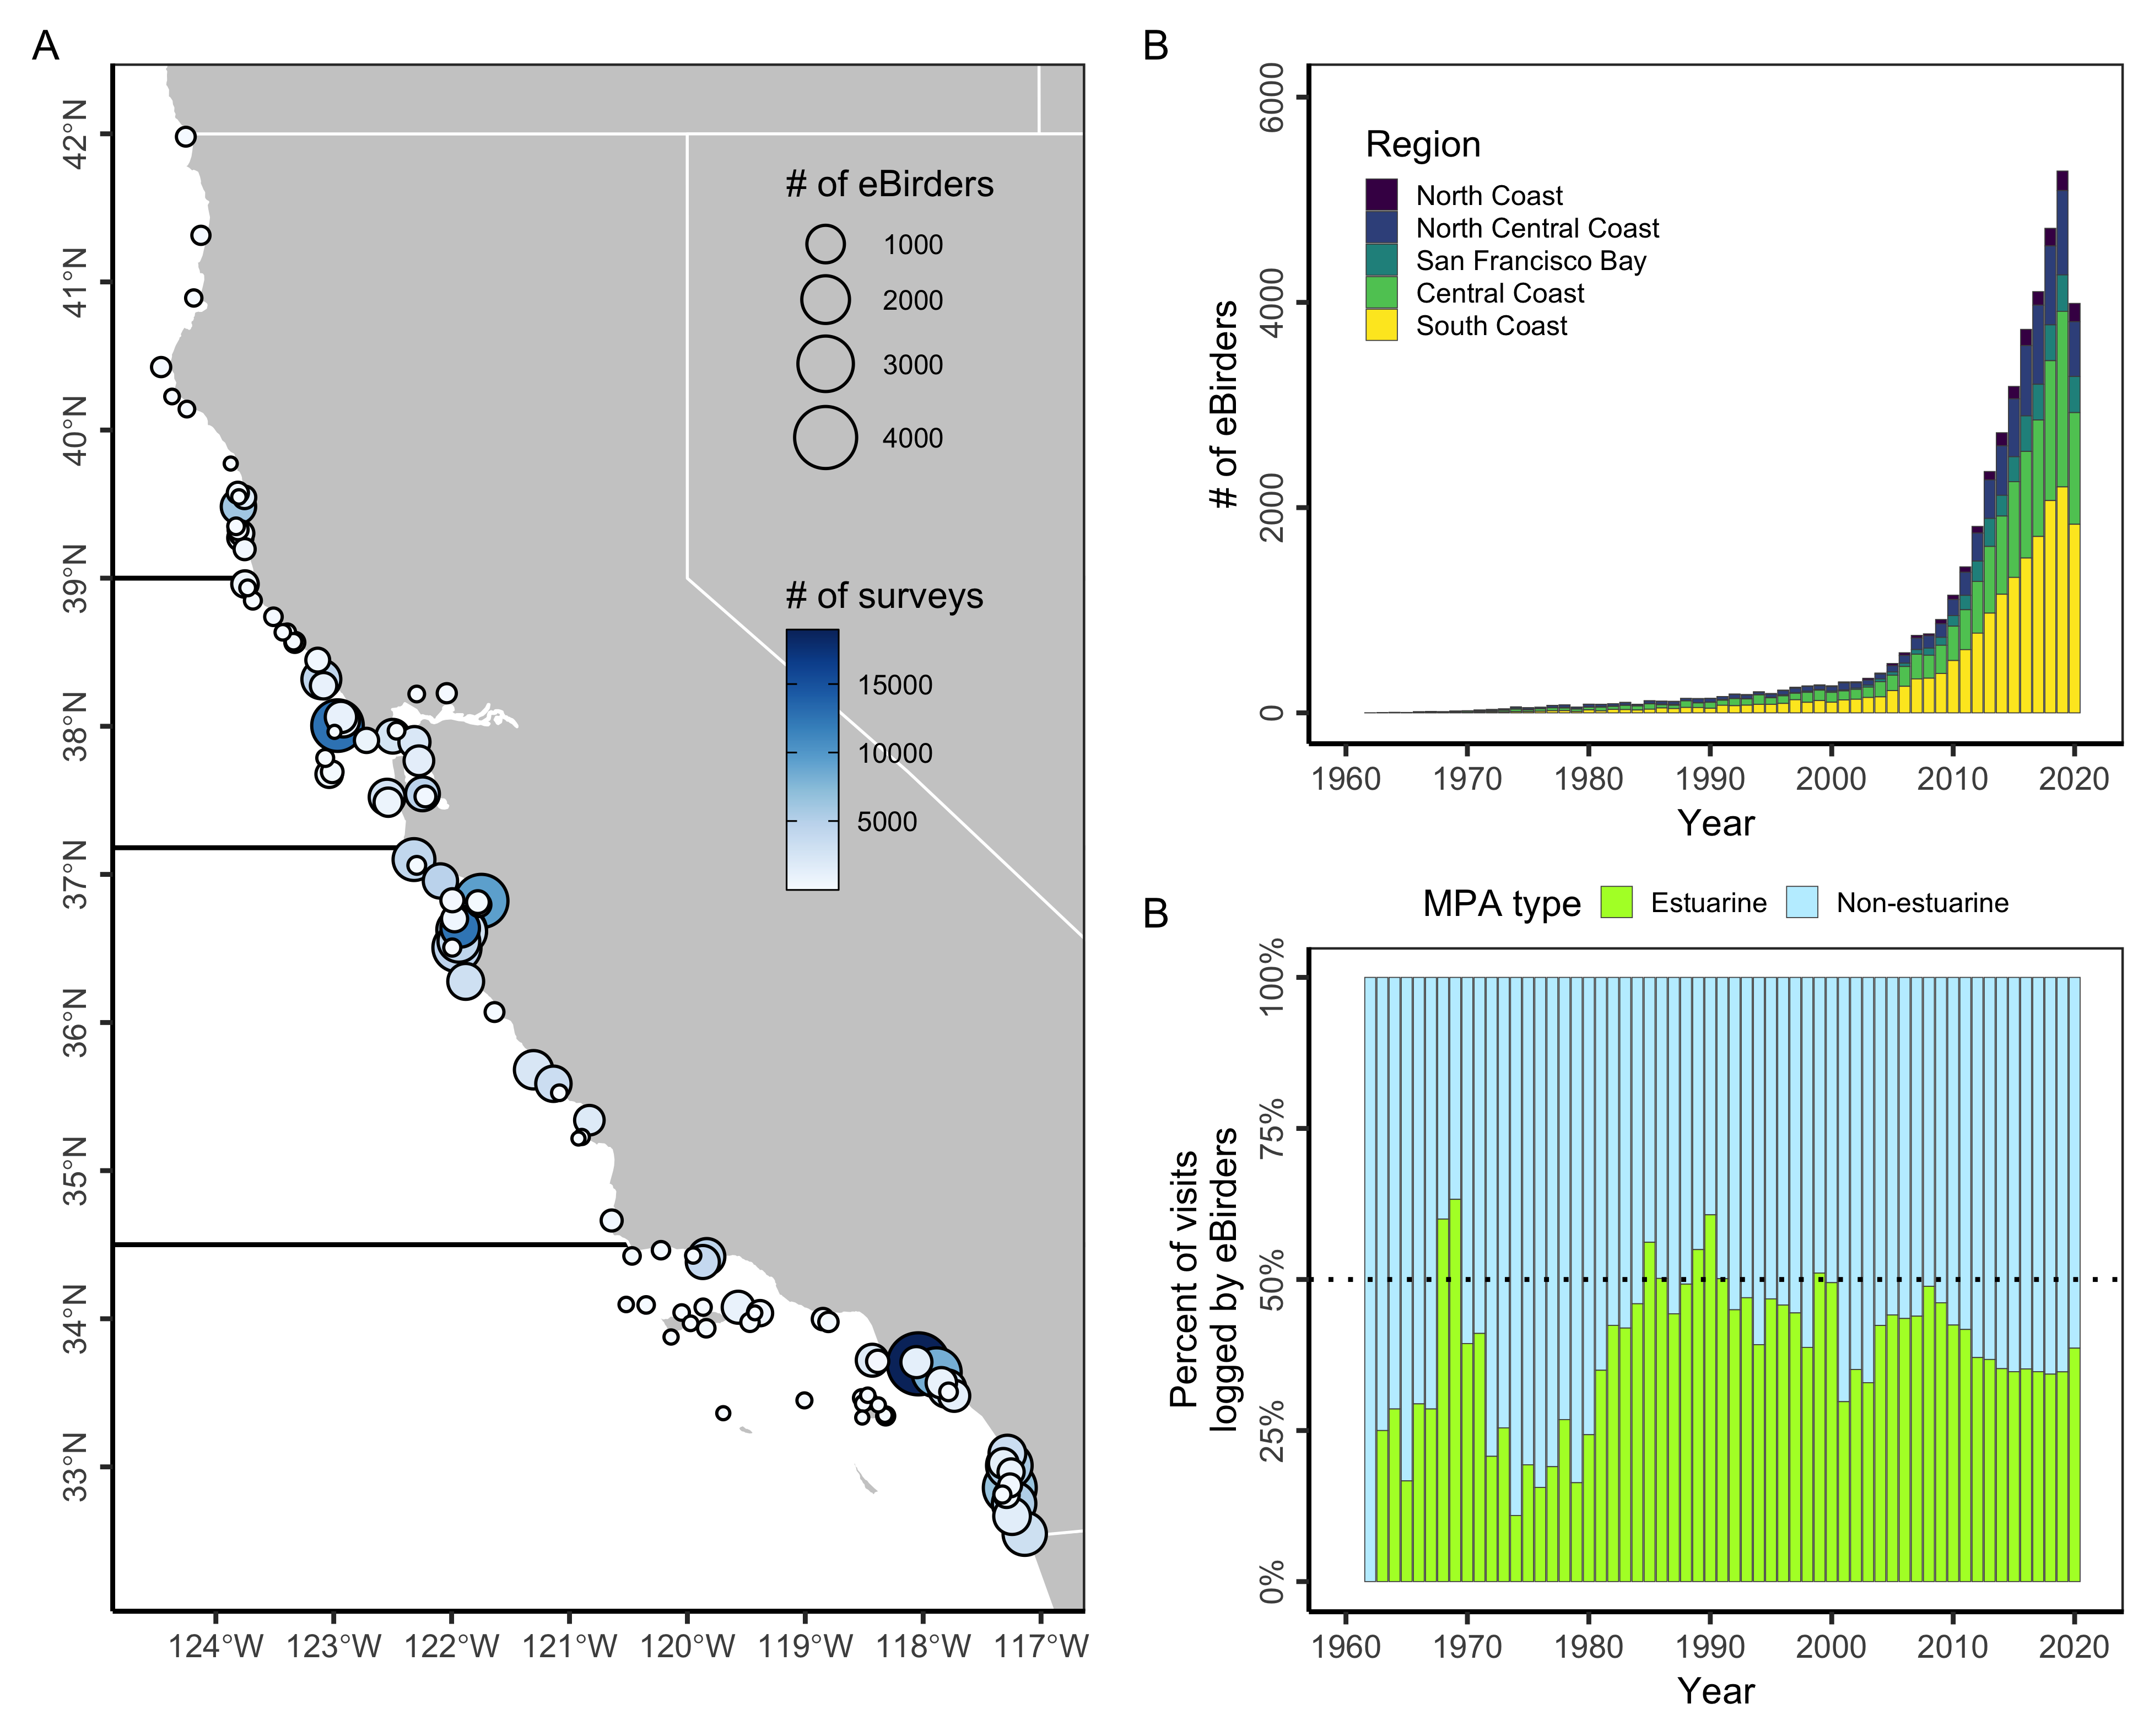 A
42°N
41°N
40°N
39°N
38°N
37°N
36°N
35°N
34°N
33°N
124°W
123°W
122°W
121°W
120°W
119°W
118°W
117°W
# of eBirders
1000
2000
3000
4000
# of surveys
15000
10000
5000
B
# of eBirders
6000
4000
2000
0
Region
North Coast
North Central Coast
San Francisco Bay
Central Coast
South Coast
1960
1970
1980
1990
2000
2010
2020
Year
B
MPA type
Estuarine
Non-estuarine
Percent of visits
logged by eBirders
100%
75%
50%
25%
0%
1960
1970
1980
1990
2000
2010
2020
Year